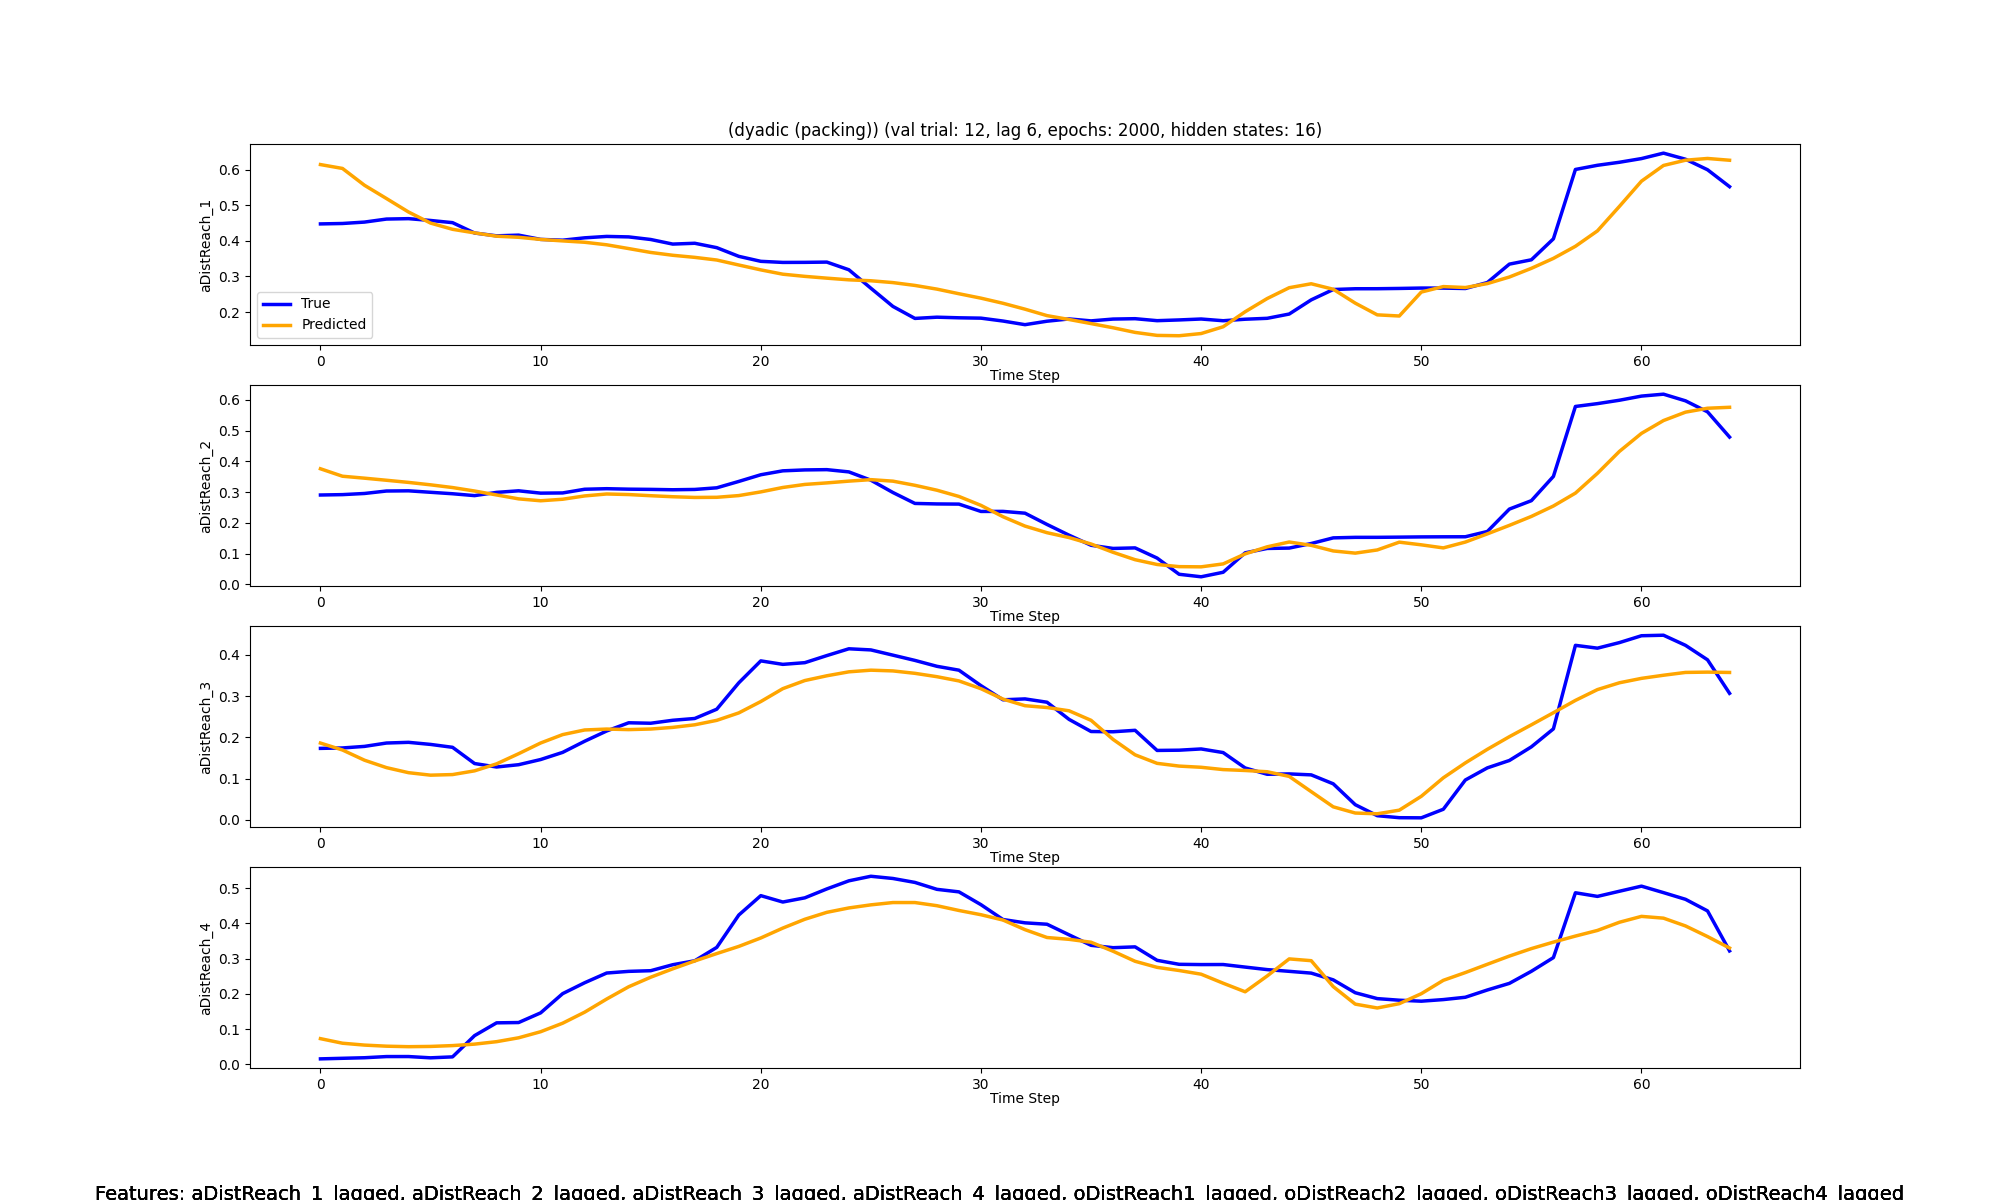 (dyadic (packing)) (val trial: 12, lag 6, epochs: 2000, hidden states: 16)
aDistReach_1
0.6
0.5
0.4
0.3
0.2
True
Predicted
0 10 20 30 40 50 60
Time Step
aDistReach_2
0.6
0.5
0.4
0.3
0.2
0.1
0.0
0 10 20 30 40 50 60
Time Step
aDistReach_3
0.4
0.3
0.2
0.1
0.0
0 10 20 30 40 50 60
Time Step
aDistReach_4
0.5
0.4
0.3
0.2
0.1
0.0
0 10 20 30 40 50 60
Time Step
Features: aDistReach_1_lagged, aDistReach_2_lagged, aDistReach_3_lagged, aDistReach_4_lagged, oDistReach1_lagged, oDistReach2_lagged, oDistReach3_lagged, oDistReach4_lagged